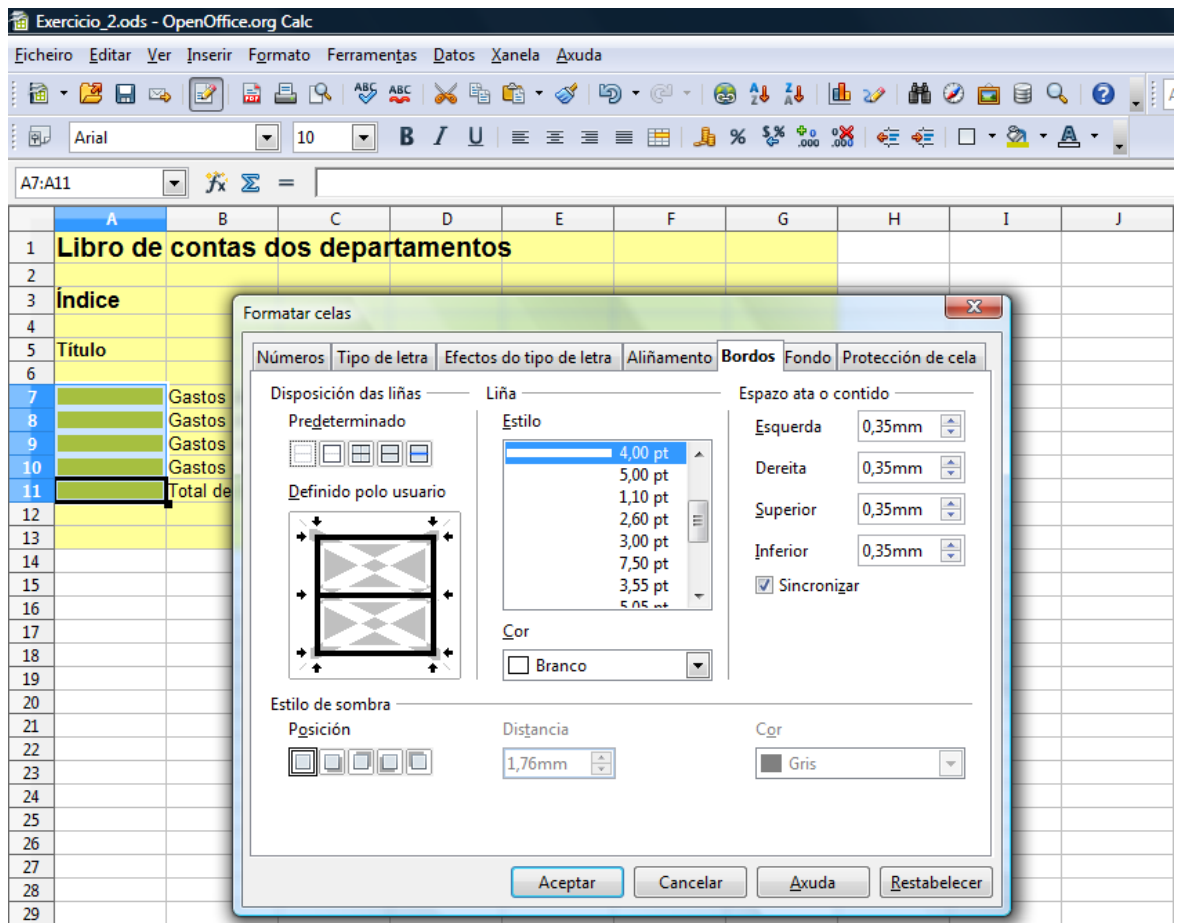 Exercicio_2.ods - OpenOffice.org Calc
Ficheiro Editar Ver Inserir Formato Ferramentas Datos Xanela Axuda
Arial 10
A7:A11
A B C D E F G H I J
1 Libro de contas dos departamentos
2
3 Índice
4
5 Título
6
7 Gastos
8 Gastos
9 Gastos
10 Gastos
11 Total de
12
13
14
15
16
17
18
19
20
21
22
23
24
25
26
27
28
29
Formatar celas
Números Tipo de letra Efectos do tipo de letra Aliñamento Bordos Fondo Protección de cela
Disposición das liñas
Predeterminado
Definido polo usuario
Liña
Estilo
4,00 pt
5,00 pt
1,10 pt
2,60 pt
3,00 pt
7,50 pt
3,55 pt
5,05 pt
Cor
Branco
Espazo ata o contido
Esquerda 0,35mm
Dereita 0,35mm
Superior 0,35mm
Inferior 0,35mm
Sincronizar
Estilo de sombra
Posición
Distancia
1,76mm
Cor
Gris
Aceptar Cancelar Axuda Restabelecer